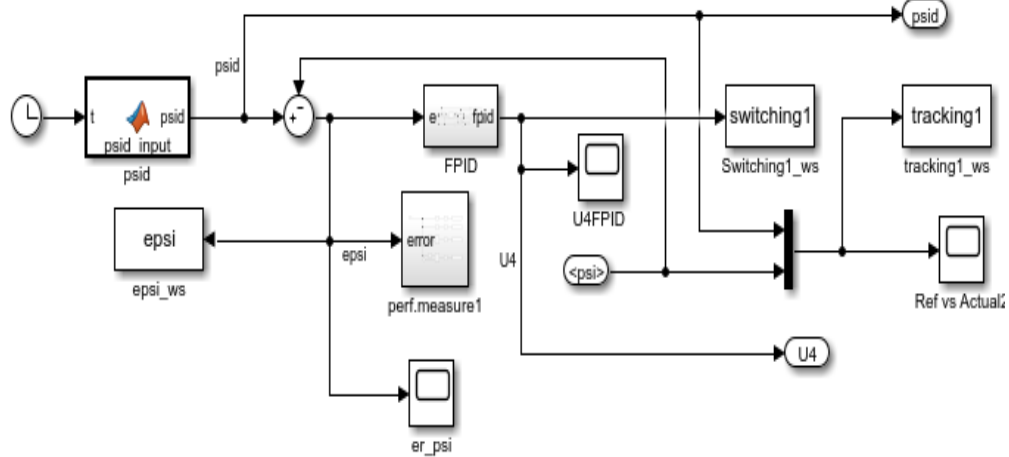 psid
psid
t
psid
psid_input
psid
−
+
e
fpid
FPID
switching1
Switching1_ws
tracking1
tracking1_ws
U4FPID
epsi
epsi_ws
epsi
error
perf.measure1
U4
<psi>
Ref vs Actual2
U4
er_psi